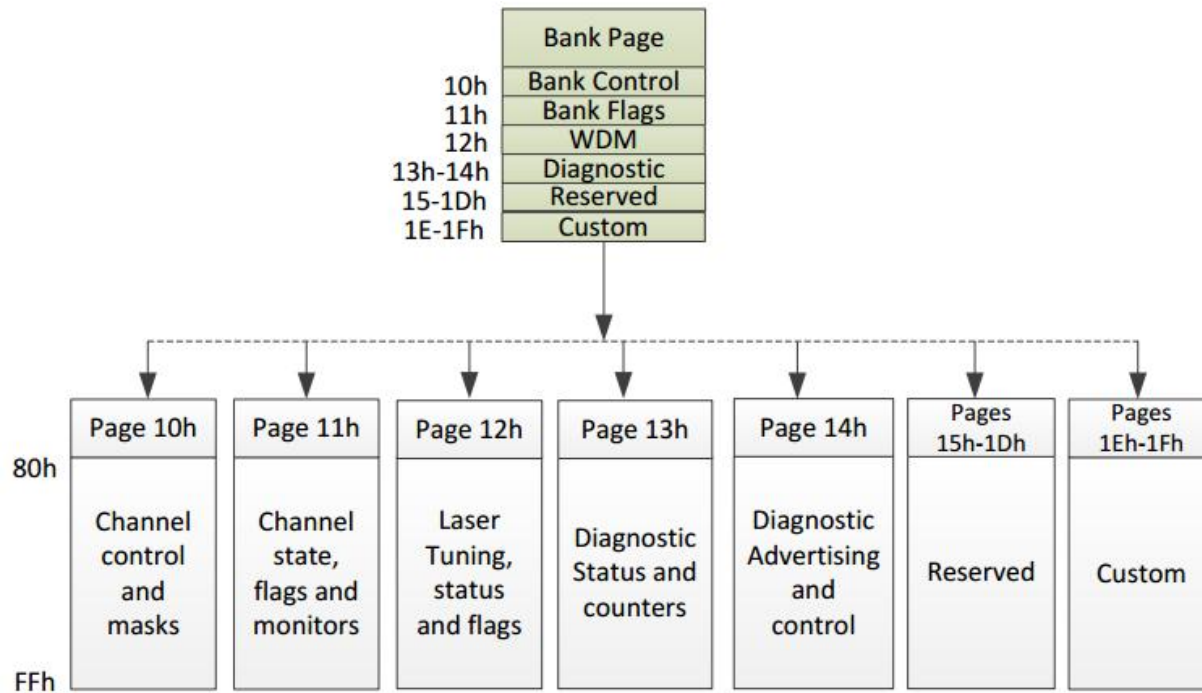 Bank Page
10h Bank Control
11h Bank Flags
12h WDM
13h-14h Diagnostic
15-1Dh Reserved
1E-1Fh Custom
Page 10h
Page 11h
Page 12h
Page 13h
Page 14h
Pages
15h-1Dh
Pages
1Eh-1Fh
80h
Channel
control
and
masks
Channel
state,
flags and
monitors
Laser
Tuning,
status
and flags
Diagnostic
Status and
counters
Diagnostic
Advertising
and
control
Reserved
Custom
FFh